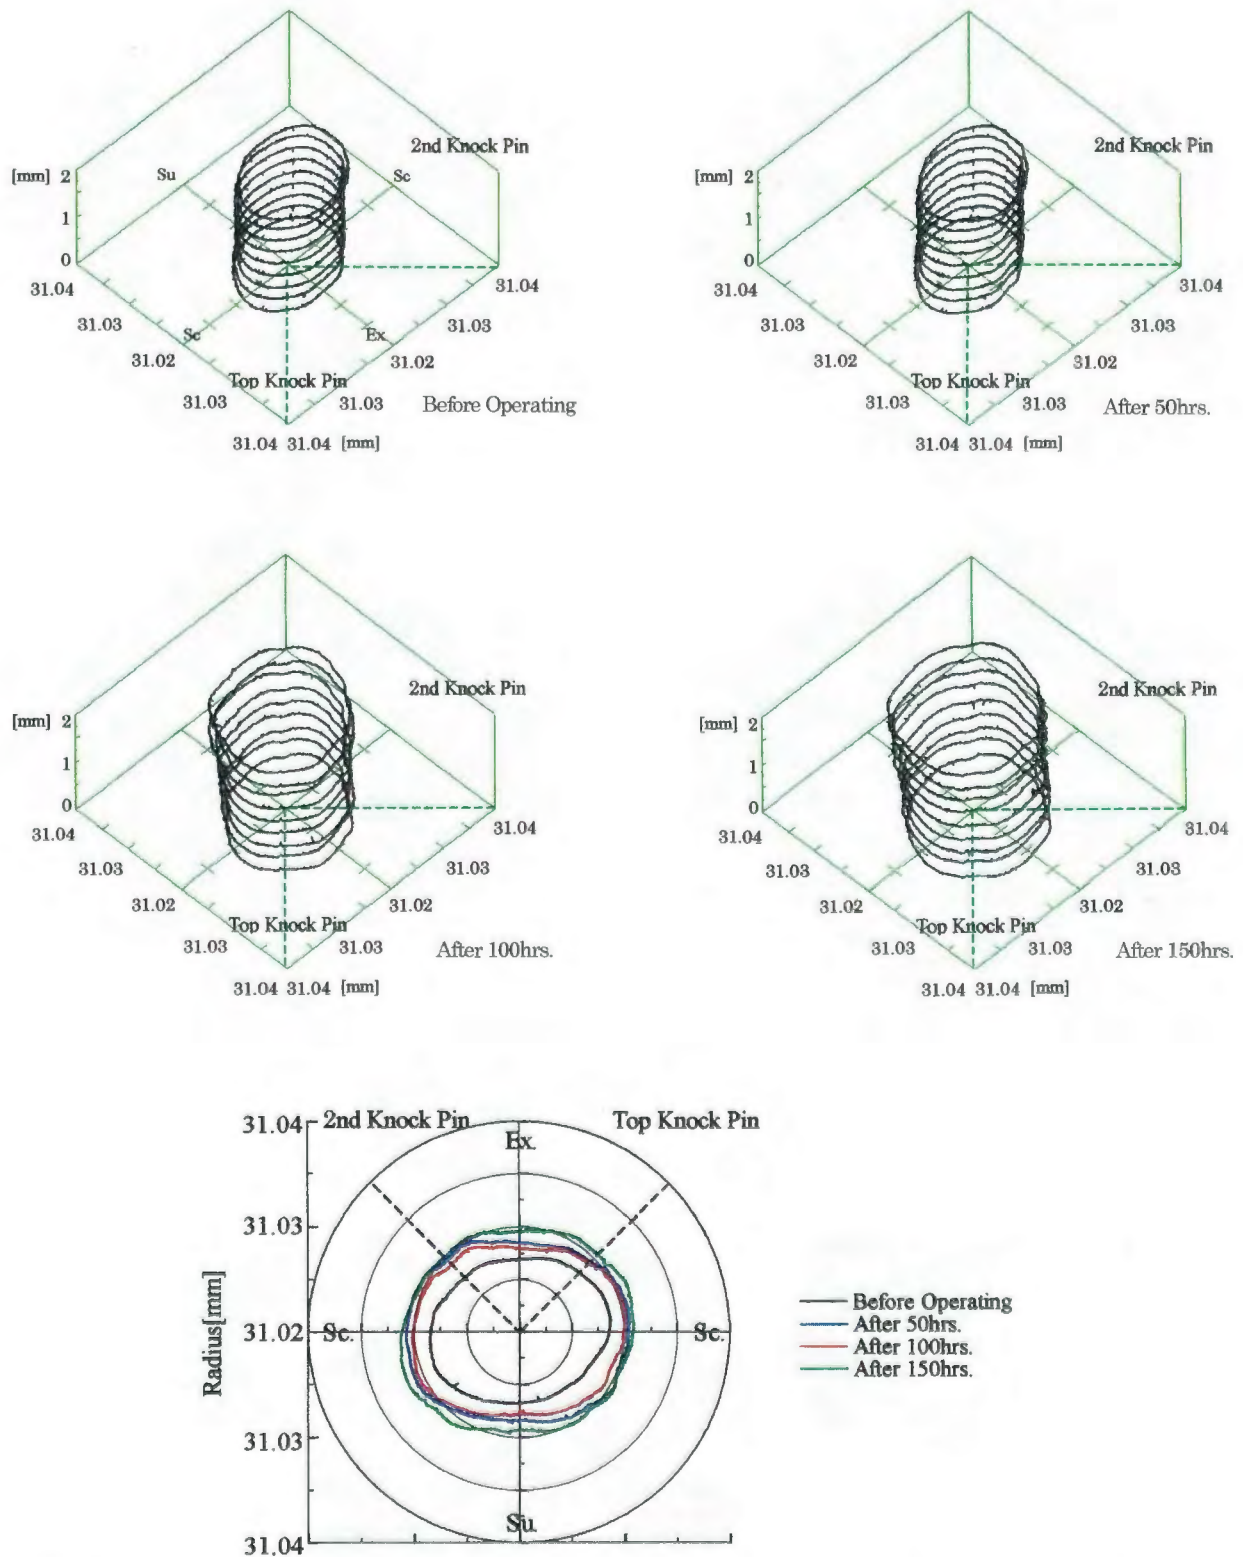 2nd Knock Pin
[mm] 2
Su
Sc
1
0
31.04
31.04
31.03
31.03
Sc
Ex
31.02
31.02
Top Knock Pin
31.03
31.03
Before Operating
31.04 31.04 [mm]
2nd Knock Pin
[mm] 2
1
0
31.04
31.04
31.03
31.03
31.02
31.02
Top Knock Pin
31.03
31.03
After 50hrs.
31.04 31.04 [mm]
2nd Knock Pin
[mm] 2
1
0
31.04
31.04
31.03
31.03
31.02
31.02
Top Knock Pin
31.03
31.03
After 100hrs.
31.04 31.04 [mm]
2nd Knock Pin
[mm] 2
1
0
31.04
31.04
31.03
31.03
31.02
31.02
Top Knock Pin
31.03
31.03
After 150hrs.
31.04 31.04 [mm]
31.04
2nd Knock Pin
Top Knock Pin
Ex.
31.03
Radius[mm]
31.02
Sc.
Sc.
31.03
Su.
31.04
Before Operating
After 50hrs.
After 100hrs.
After 150hrs.